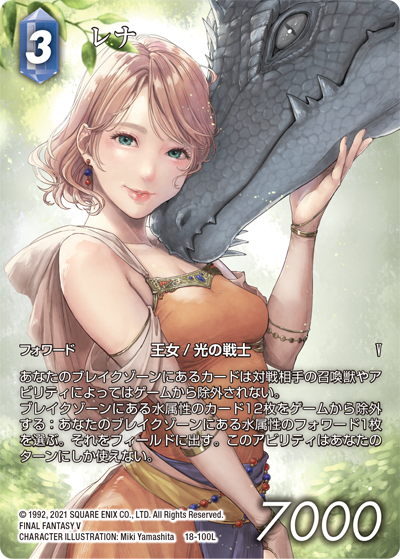 3
レナ
フォワード 王女 / 光の戦士 V
あなたのブレイクゾーンにあるカードは対戦相手の召喚獣やア
ビリティによってはゲームから除外されない。
ブレイクゾーンにある水属性のカード12枚をゲームから除外
する:あなたのブレイクゾーンにある水属性のフォワード1枚
を選ぶ。それをフィールドに出す。このアビリティはあなたの
ターンにしか使えない。
© 1992, 2021 SQUARE ENIX CO., LTD. All Rights Reserved.
FINAL FANTASY V
CHARACTER ILLUSTRATION: Miki Yamashita 18-100L
7000